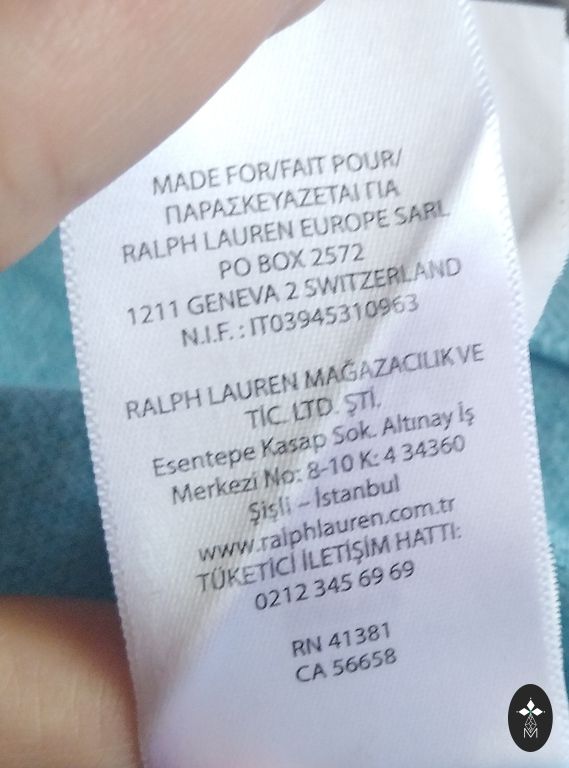 MADE FOR/FAIT POUR/
ΠΑΡΑΣΚΕΥΑΖΕΤΑΙ ΓΙΑ
RALPH LAUREN EUROPE SARL
PO BOX 2572
1211 GENEVA 2 SWITZERLAND
N.I.F. : IT03945310963
RALPH LAUREN MAĞAZACILIK VE
TİC. LTD. ŞTİ.
Esentepe Kasap Sok. Altınay İş
Merkezi No: 8-10 K: 4 34360
Şişli – İstanbul
www.ralphlauren.com.tr
TÜKETİCİ İLETİŞİM HATTI:
0212 345 69 69
RN 41381
CA 56658
M